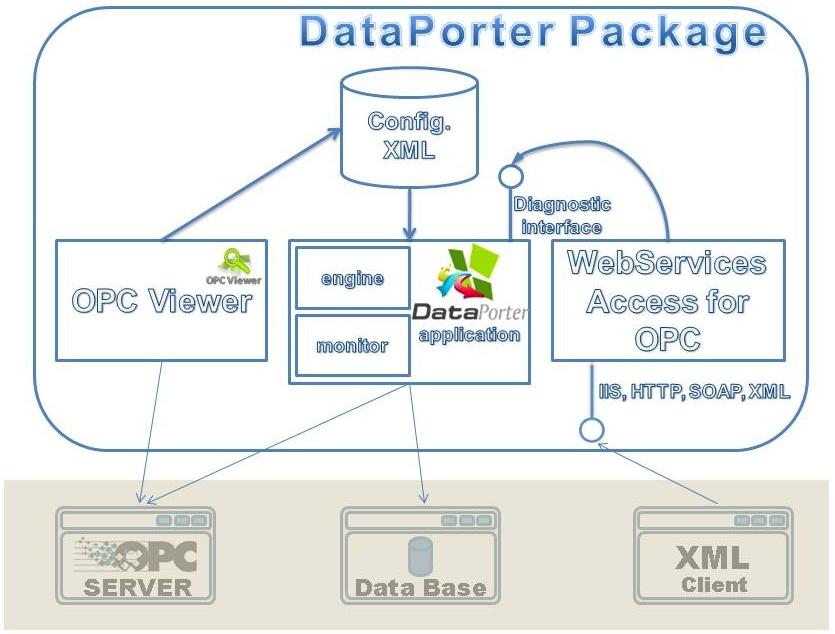 DataPorter Package
Config.
XML
Diagnostic
interface
OPC Viewer
OPC Viewer
engine
monitor
DataPorter
application
WebServices
Access for
OPC
IIS, HTTP, SOAP, XML
OPC
SERVER
Data Base
XML
Client